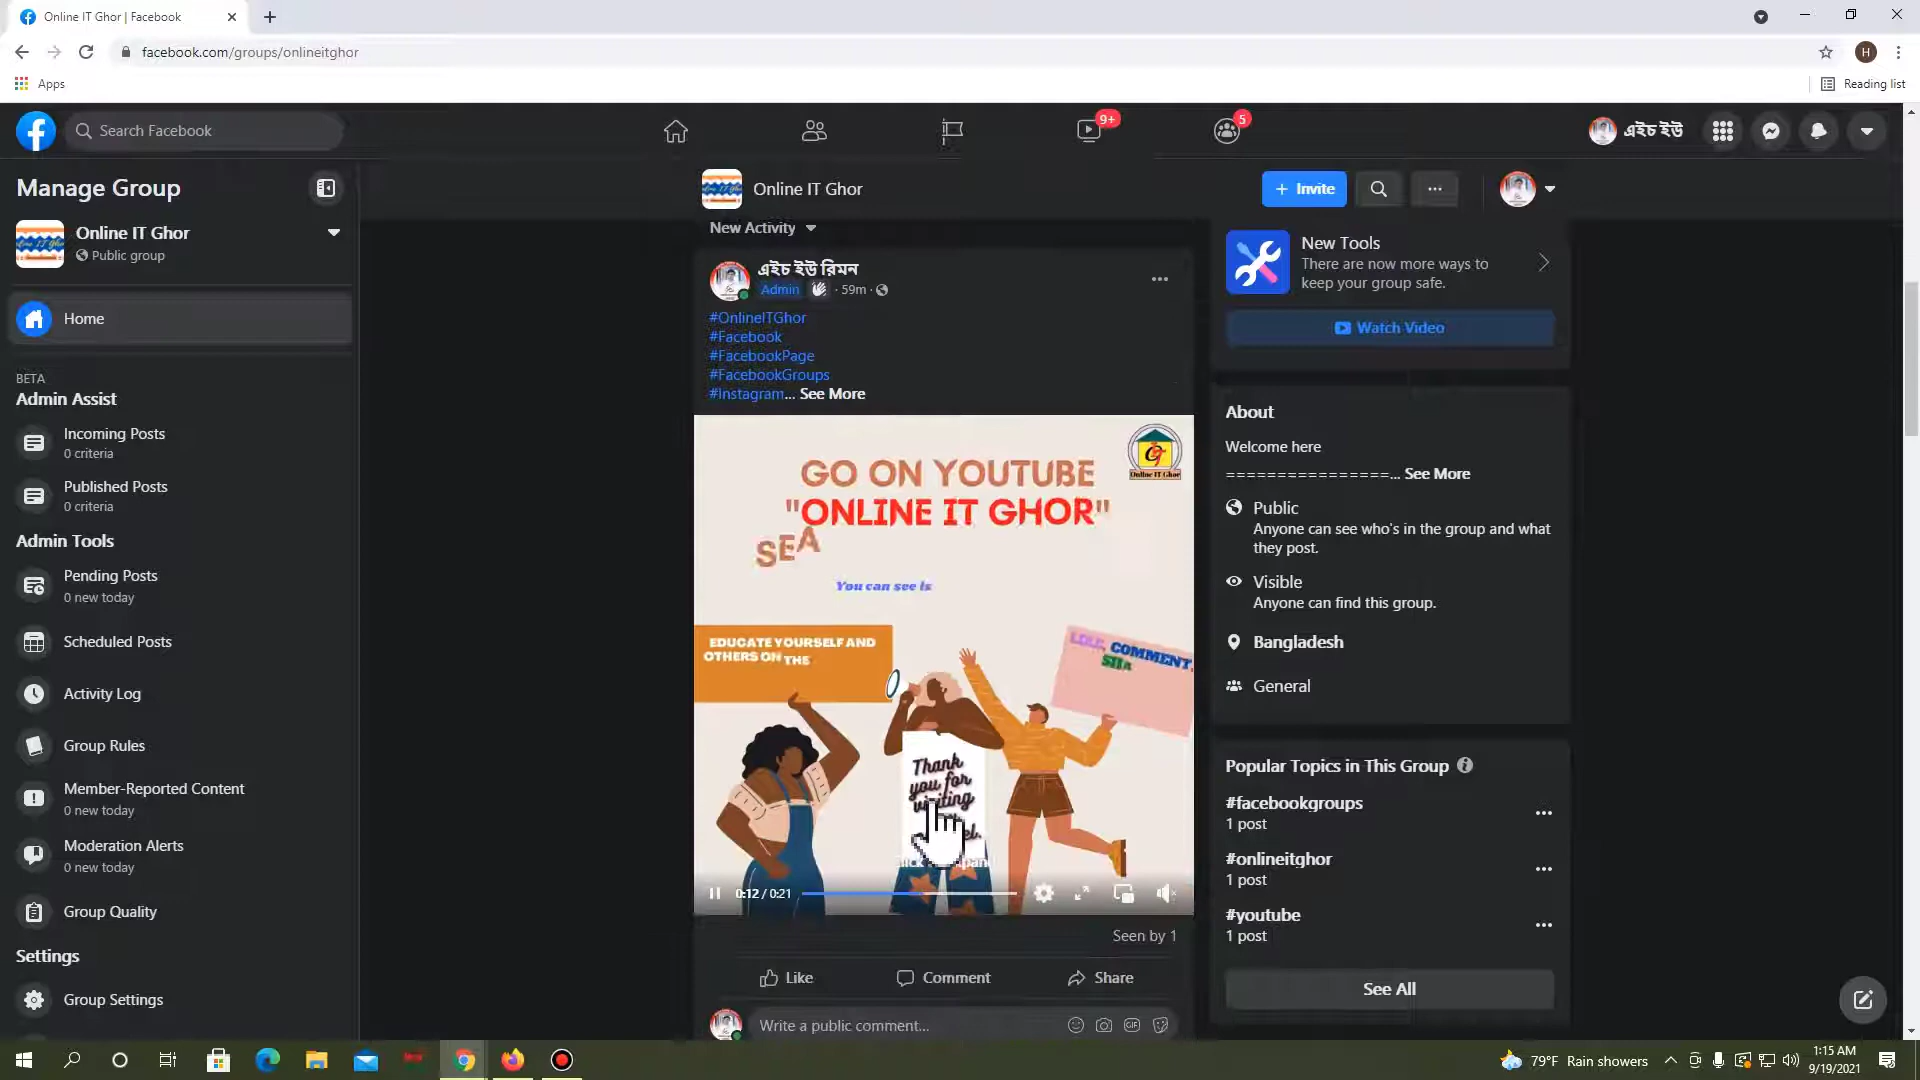 Online IT Ghor | Facebook
facebook.com/groups/onlineitghor
H
Apps
Reading list
Search Facebook
9+
5
এইচ ইউ
Manage Group
Online IT Ghor
Public group
Home
BETA
Admin Assist
Incoming Posts
0 criteria
Published Posts
0 criteria
Admin Tools
Pending Posts
0 new today
Scheduled Posts
Activity Log
Group Rules
Member-Reported Content
0 new today
Moderation Alerts
0 new today
Group Quality
Settings
Group Settings
Online IT Ghor
+ Invite
New Activity
এইচ ইউ রিমন
Admin · 59m ·
#OnlineITGhor
#Facebook
#FacebookPage
#FacebookGroups
#Instagram... See More
Online IT Ghor
GO ON YOUTUBE
"ONLINE IT GHOR"
SEA
You can see is
EDUCATE YOURSELF AND
OTHERS ON THE
COMMENT,
Thank
you for
visiting
0:12 / 0:21
Seen by 1
Like
Comment
Share
Write a public comment...
GIF
New Tools
There are now more ways to
keep your group safe.
Watch Video
About
Welcome here
================... See More
Public
Anyone can see who's in the group and what
they post.
Visible
Anyone can find this group.
Bangladesh
General
Popular Topics in This Group
#facebookgroups
1 post
#onlineitghor
1 post
#youtube
1 post
See All
79°F Rain showers
1:15 AM
9/19/2021